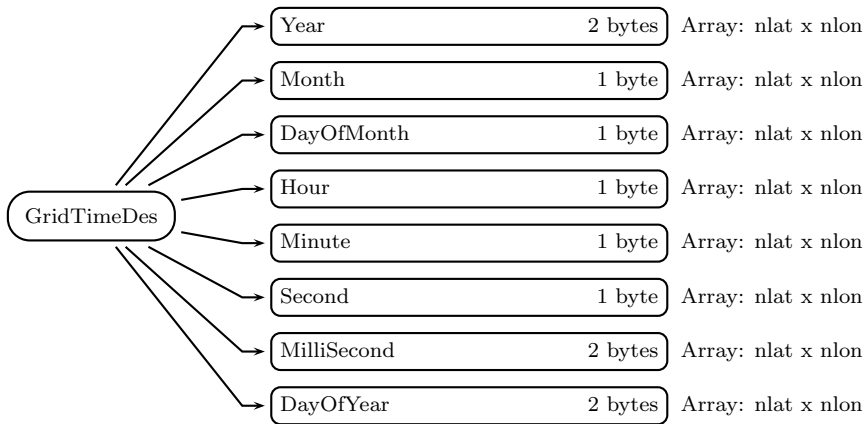 Year 2 bytes Array: nlat x nlon
Month 1 byte Array: nlat x nlon
DayOfMonth 1 byte Array: nlat x nlon
Hour 1 byte Array: nlat x nlon
GridTimeDes
Minute 1 byte Array: nlat x nlon
Second 1 byte Array: nlat x nlon
MilliSecond 2 bytes Array: nlat x nlon
DayOfYear 2 bytes Array: nlat x nlon